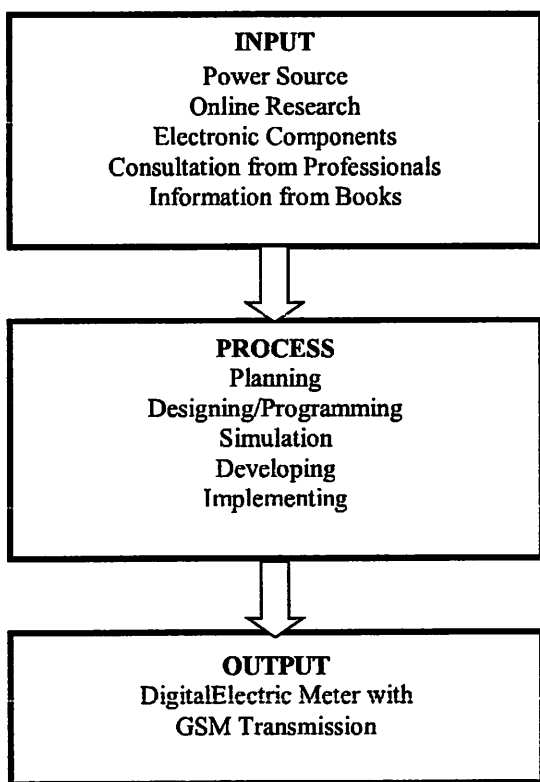 INPUT
Power Source
Online Research
Electronic Components
Consultation from Professionals
Information from Books
PROCESS
Planning
Designing/Programming
Simulation
Developing
Implementing
OUTPUT
DigitalElectric Meter with
GSM Transmission